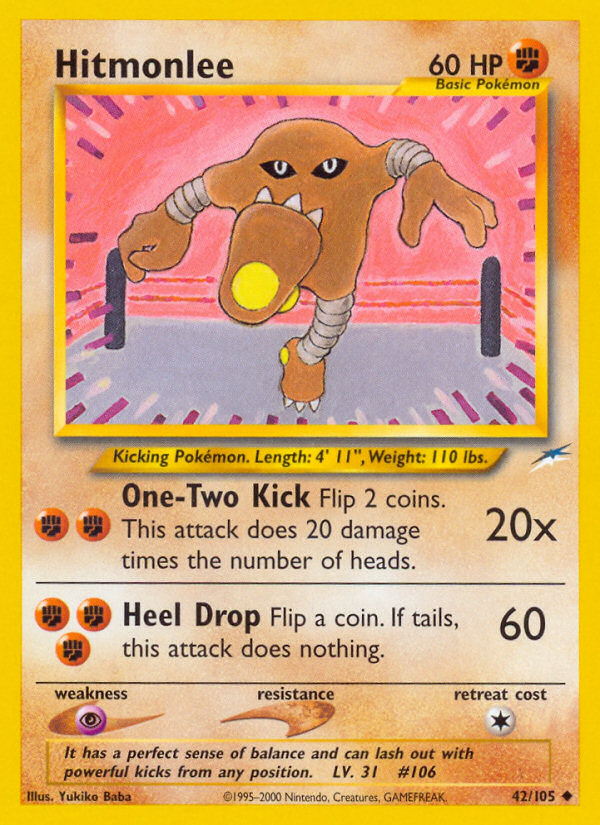 Hitmonlee
60 HP
Basic Pokémon
Kicking Pokémon. Length: 4' 11", Weight: 110 lbs.
One-Two Kick Flip 2 coins.
This attack does 20 damage
times the number of heads.
20x
Heel Drop Flip a coin. If tails,
this attack does nothing.
60
weakness
resistance
retreat cost
It has a perfect sense of balance and can lash out with
powerful kicks from any position. LV. 31 #106
Illus. Yukiko Baba
©1995–2000 Nintendo, Creatures, GAMEFREAK.
42/105